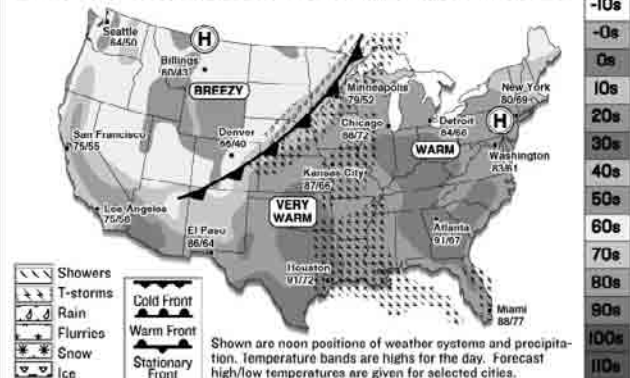 Seattle
64/50
H
Billings
80/43
BREEZY
Minneapolis
79/52
New York
80/69
San Francisco
75/55
Denver
86/40
Chicago
88/72
Detroit
84/66
H
WARM
Washington
83/61
Kansas City
87/66
Los Angeles
75/56
VERY
WARM
El Paso
86/64
Atlanta
91/67
Houston
91/72
Miami
88/77
Showers
T-storms
Rain
Flurries
Snow
Ice
Cold Front
Warm Front
Stationary
Front
Shown are noon positions of weather systems and precipita-
tion. Temperature bands are highs for the day. Forecast
high/low temperatures are given for selected cities.
-10s
-0s
0s
10s
20s
30s
40s
50s
60s
70s
80s
90s
100s
110s